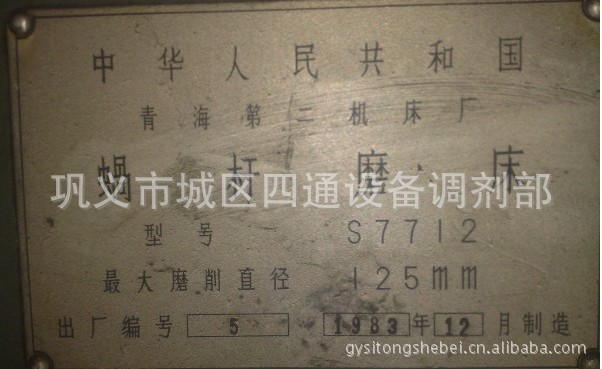 中华人民共和国
青海第二机床厂
蜗杆磨床
巩义市城区四通设备调剂部
型号 S7712
最大磨削直径 125mm
出厂编号 5 1983年12月制造
gysitongshebei.cn.alibaba.com